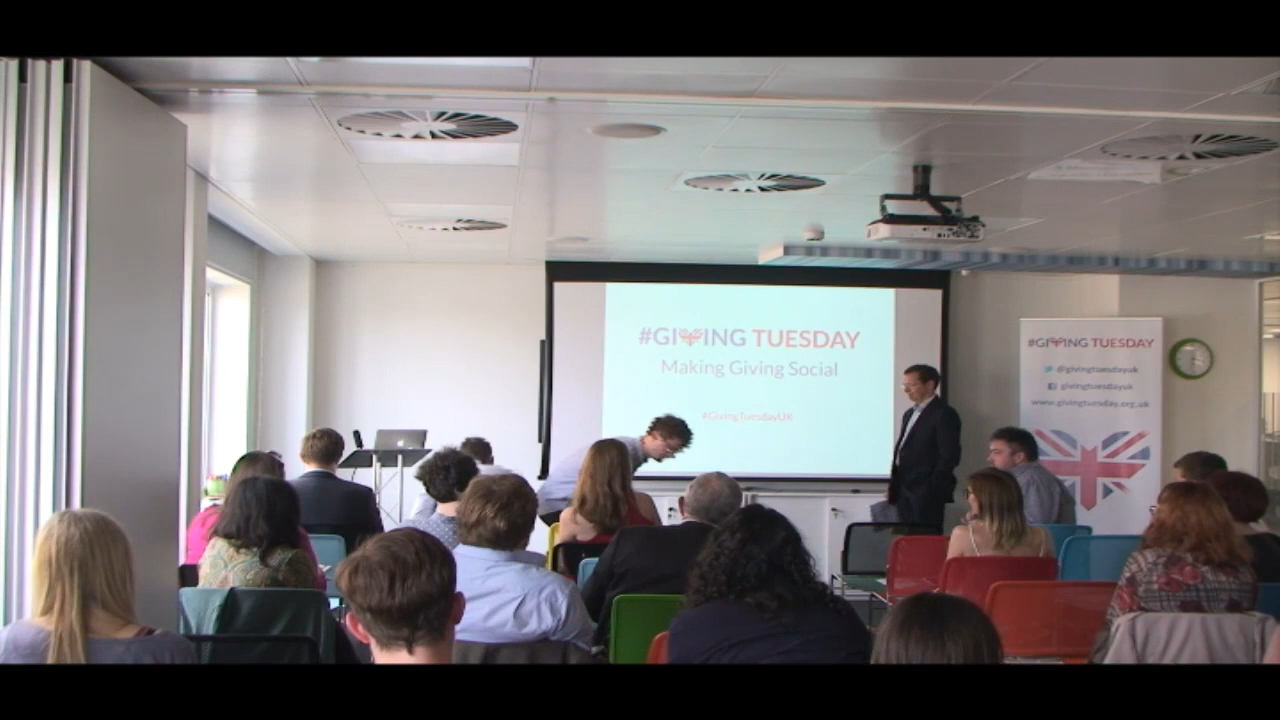 #GIVING TUESDAY
Making Giving Social
#GivingTuesdayUK
#GIVING TUESDAY
@givingtuesdayuk
givingtuesdayuk
www.givingtuesday.org.uk